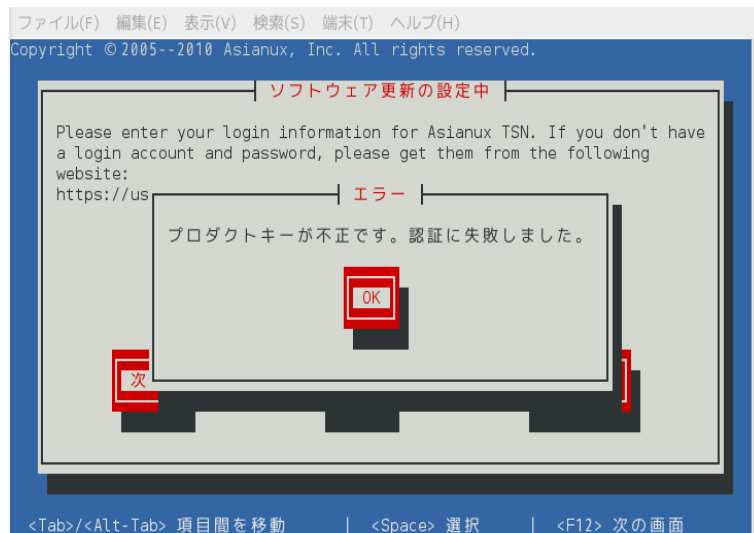 ファイル(F) 編集(E) 表示(V) 検索(S) 端末(T) ヘルプ(H)
Copyright © 2005--2010 Asianux, Inc. All rights reserved.
ソフトウェア更新の設定中
Please enter your login information for Asianux TSN. If you don't have
a login account and password, please get them from the following
website:
https://us
エラー
プロダクトキーが不正です。認証に失敗しました。
OK
次
<Tab>/<Alt-Tab> 項目間を移動 | <Space> 選択 | <F12> 次の画面